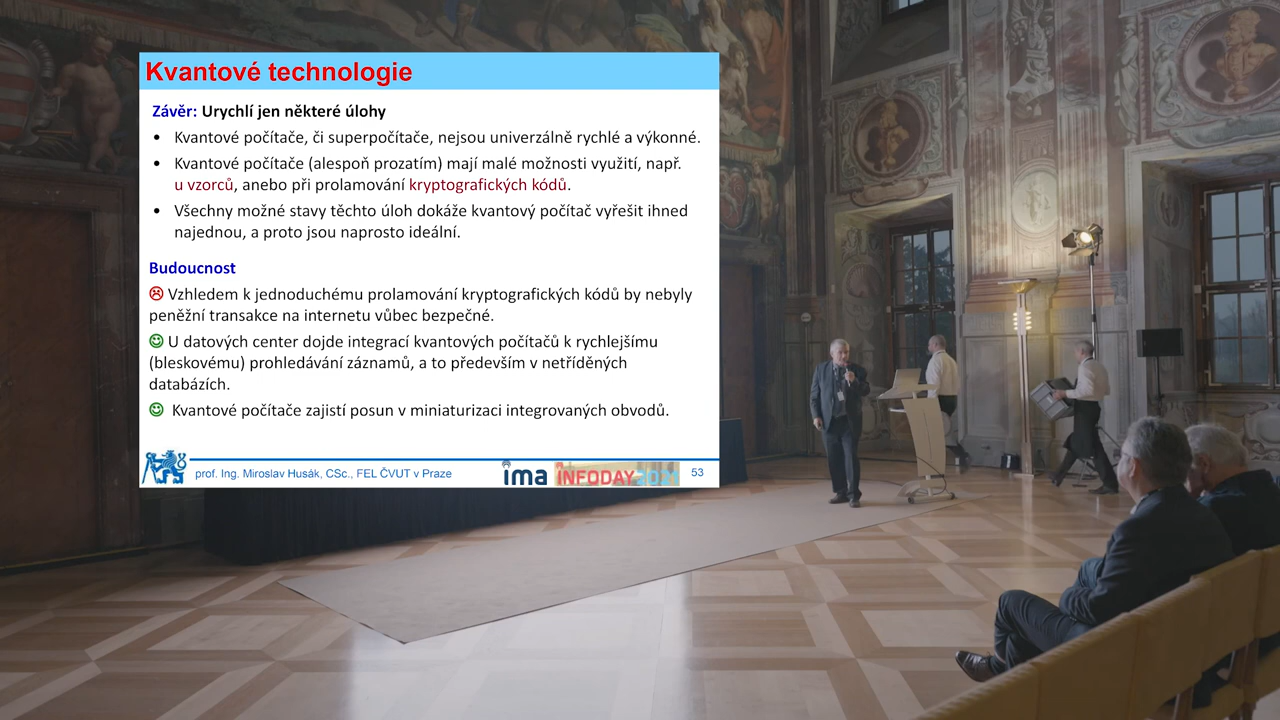 Kvantové technologie
Závěr: Urychlí jen některé úlohy
• Kvantové počítače, či superpočítače, nejsou univerzálně rychlé a výkonné.
• Kvantové počítače (alespoň prozatím) mají malé možnosti využití, např.
u vzorců, anebo při prolamování kryptografických kódů.
• Všechny možné stavy těchto úloh dokáže kvantový počítač vyřešit ihned
najednou, a proto jsou naprosto ideální.
Budoucnost
☹ Vzhledem k jednoduchému prolamování kryptografických kódů by nebyly
peněžní transakce na internetu vůbec bezpečné.
☺ U datových center dojde integrací kvantových počítačů k rychlejšímu
(bleskovému) prohledávání záznamů, a to především v netříděných
databázích.
☺ Kvantové počítače zajistí posun v miniaturizaci integrovaných obvodů.
prof. Ing. Miroslav Husák, CSc., FEL ČVUT v Praze
ima INFODAY 2021
53